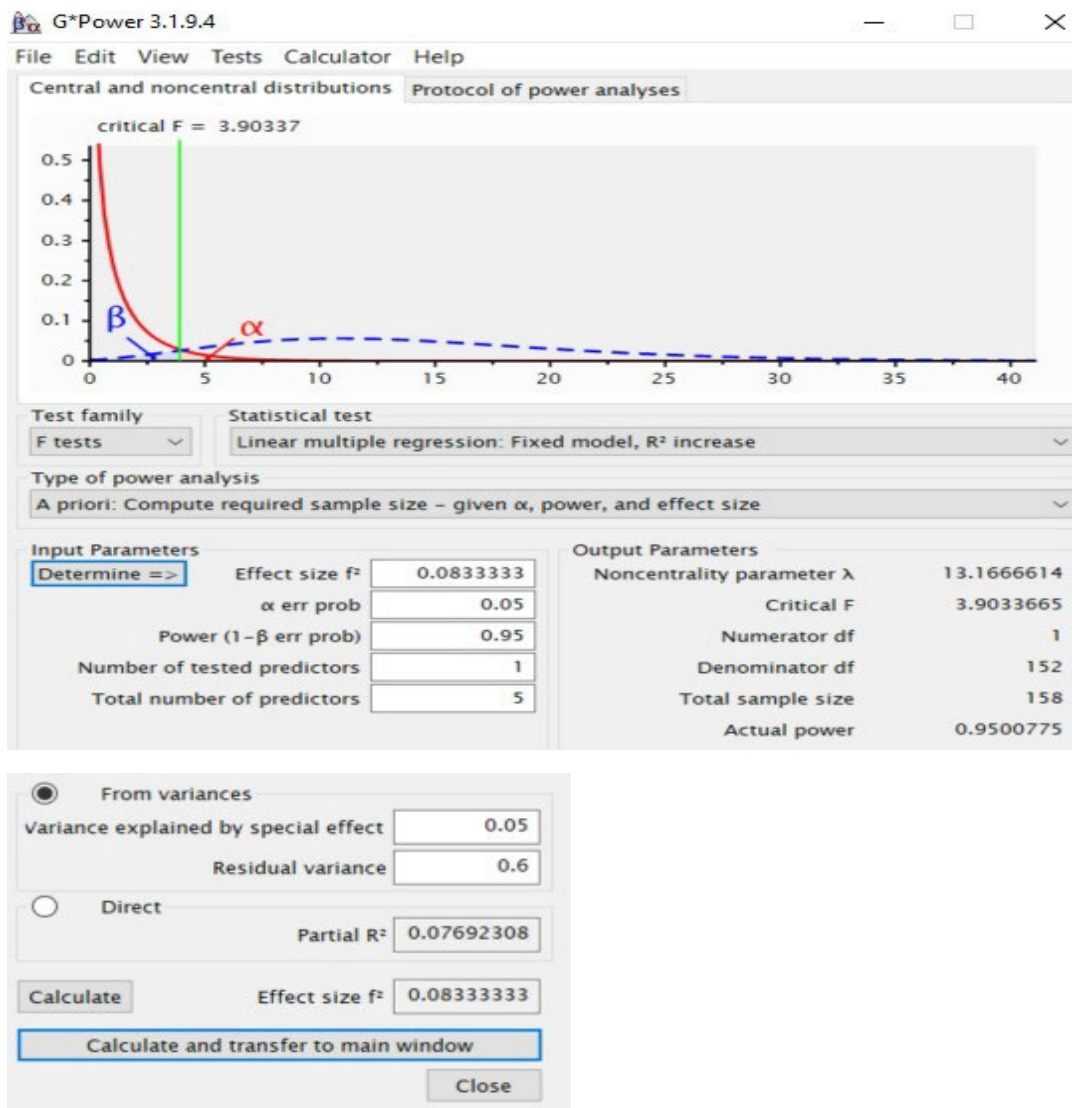 G*Power 3.1.9.4
File Edit View Tests Calculator Help
Central and noncentral distributions Protocol of power analyses
critical F = 3.90337
0.5
0.4
0.3
0.2
0.1
0
β
α
0 5 10 15 20 25 30 35 40
Test family Statistical test
F tests Linear multiple regression: Fixed model, R² increase
Type of power analysis
A priori: Compute required sample size – given α, power, and effect size
Input Parameters Output Parameters
Determine => Effect size f² 0.0833333 Noncentrality parameter λ 13.1666614
α err prob 0.05 Critical F 3.9033665
Power (1–β err prob) 0.95 Numerator df 1
Number of tested predictors 1 Denominator df 152
Total number of predictors 5 Total sample size 158
Actual power 0.9500775
From variances
Variance explained by special effect 0.05
Residual variance 0.6
Direct
Partial R² 0.07692308
Calculate Effect size f² 0.08333333
Calculate and transfer to main window
Close